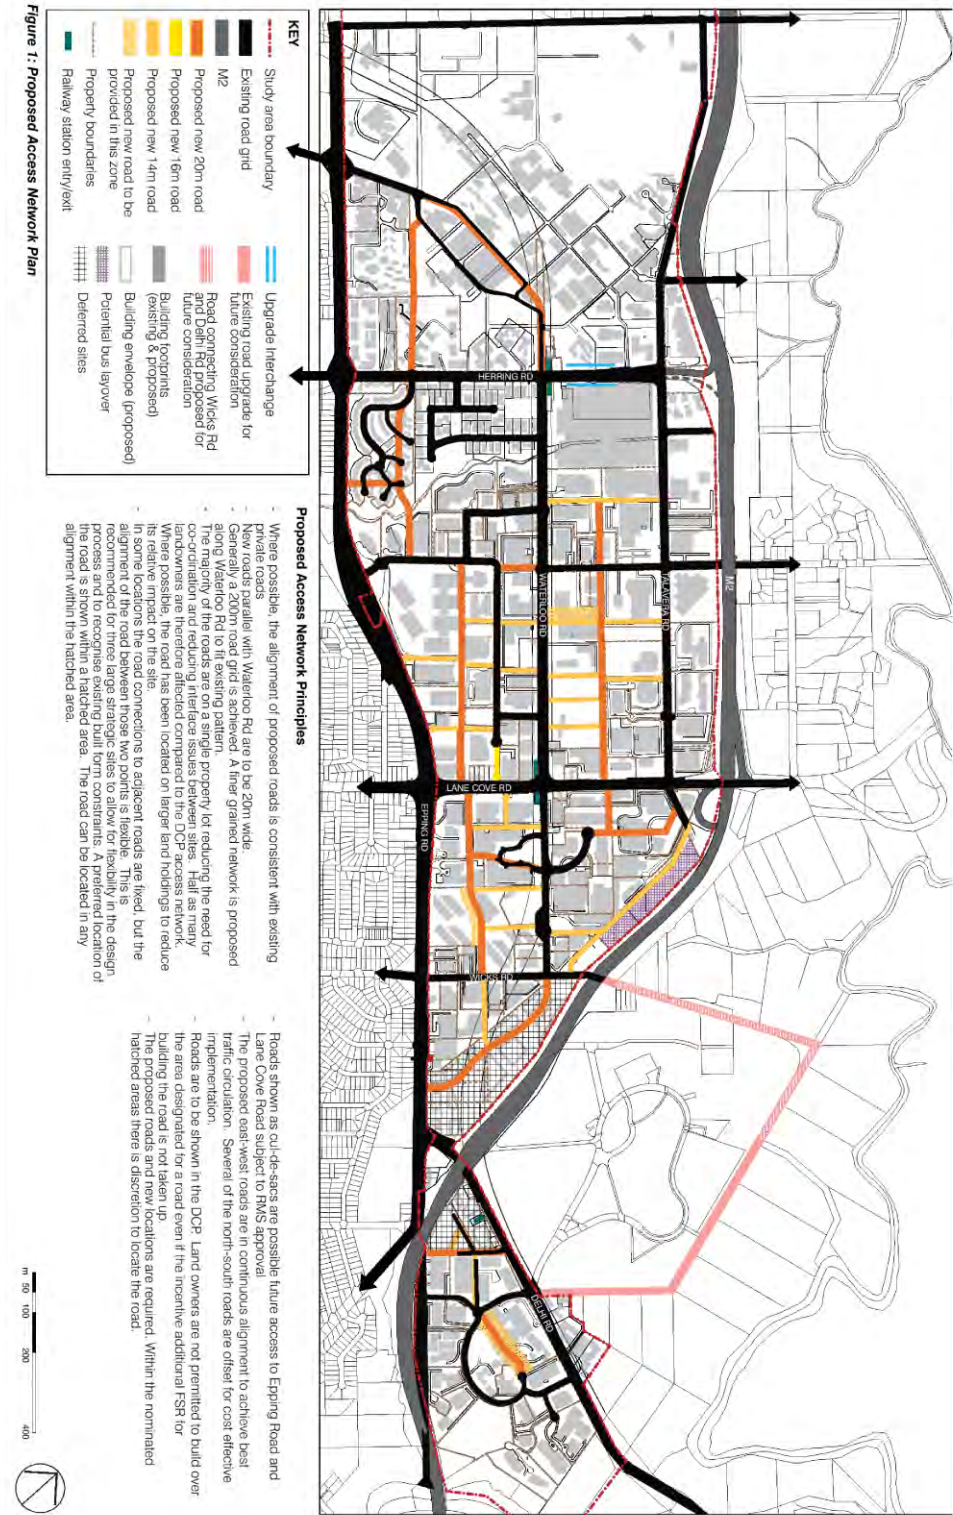 KEY
Study area boundary
Existing road grid
M2
Proposed new 20m road
Proposed new 16m road
Proposed new 14m road
Proposed new road to be
provided in this zone
Property boundaries
Railway station entry/exit
Upgrade Interchange
Existing road upgrade for
future consideration
Road connecting Wicks Rd
and Delhi Rd proposed for
future consideration
Building footprints
(existing & proposed)
Building envelope (proposed)
Potential bus layover
Deferred sites
Figure 1: Proposed Access Network Plan
HERRING RD
WATERLOO RD
TALAVERA RD
M2
LANE COVE RD
EPPING RD
WICKS RD
DELHI RD
Proposed Access Network Principles
- Where possible, the alignment of proposed roads is consistent with existing
private roads
- New roads parallel with Waterloo Rd are to be 20m wide.
- Generally a 200m road grid is achieved. A finer grained network is proposed
along Waterloo Rd to fit existing pattern.
- The majority of the roads are on a single property lot reducing the need for
co-ordination and reducing interface issues between sites. Half as many
landowners are therefore affected compared to the DCP access network.
- Where possible, the road has been located on larger land holdings to reduce
its relative impact on the site.
- In some locations the road connections to adjacent roads are fixed, but the
alignment of the road between those two points is flexible. This is
recommended for three large strategic sites to allow for flexibility in the design
process and to recognise existing built form constraints. A preferred location of
the road is shown within a hatched area. The road can be located in any
alignment within the hatched area.
- Roads shown as cul-de-sacs are possible future access to Epping Road and
Lane Cove Road subject to RMS approval
- The proposed east-west roads are in continuous alignment to achieve best
traffic circulation. Several of the north-south roads are offset for cost effective
implementation.
- Roads are to be shown in the DCP. Land owners are not premitted to build over
the area designated for a road even if the incentive additional FSR for
building the road is not taken up.
- The proposed roads and new locations are required. Within the nominated
hatched areas there is discretion to locate the road.
m 50 100 200 400